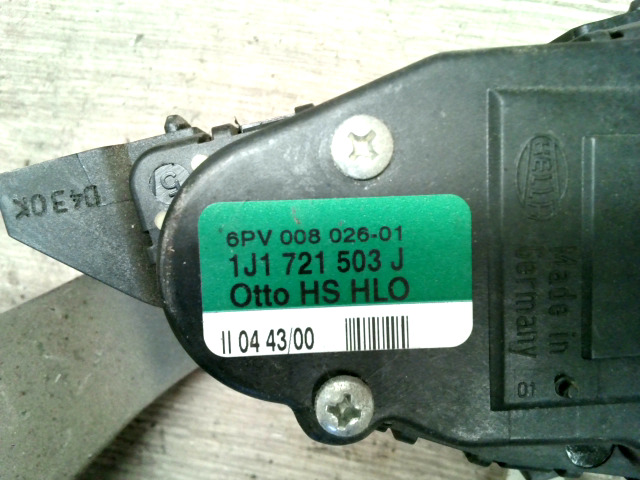 6PV 008 026-01
1J1 721 503 J
Otto HS HLO
II 04 43/00
HELLA
Made in
Germany
D430K
5